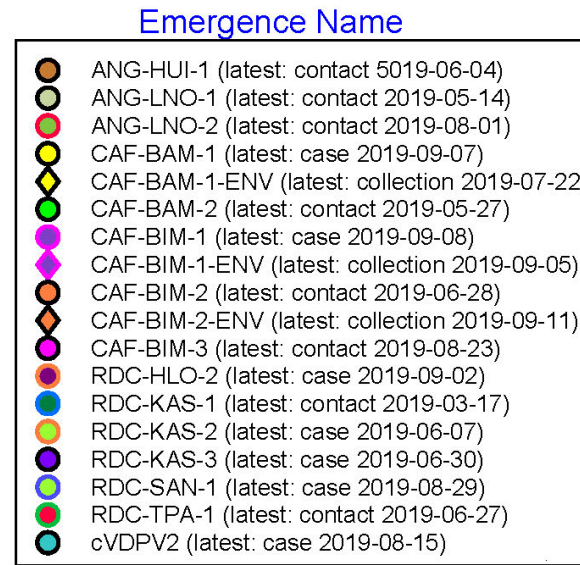 Emergence Name
ANG-HUI-1 (latest: contact 5019-06-04)
ANG-LNO-1 (latest: contact 2019-05-14)
ANG-LNO-2 (latest: contact 2019-08-01)
CAF-BAM-1 (latest: case 2019-09-07)
CAF-BAM-1-ENV (latest: collection 2019-07-22
CAF-BAM-2 (latest: contact 2019-05-27)
CAF-BIM-1 (latest: case 2019-09-08)
CAF-BIM-1-ENV (latest: collection 2019-09-05)
CAF-BIM-2 (latest: contact 2019-06-28)
CAF-BIM-2-ENV (latest: collection 2019-09-11)
CAF-BIM-3 (latest: contact 2019-08-23)
RDC-HLO-2 (latest: case 2019-09-02)
RDC-KAS-1 (latest: contact 2019-03-17)
RDC-KAS-2 (latest: case 2019-06-07)
RDC-KAS-3 (latest: case 2019-06-30)
RDC-SAN-1 (latest: case 2019-08-29)
RDC-TPA-1 (latest: contact 2019-06-27)
cVDPV2 (latest: case 2019-08-15)